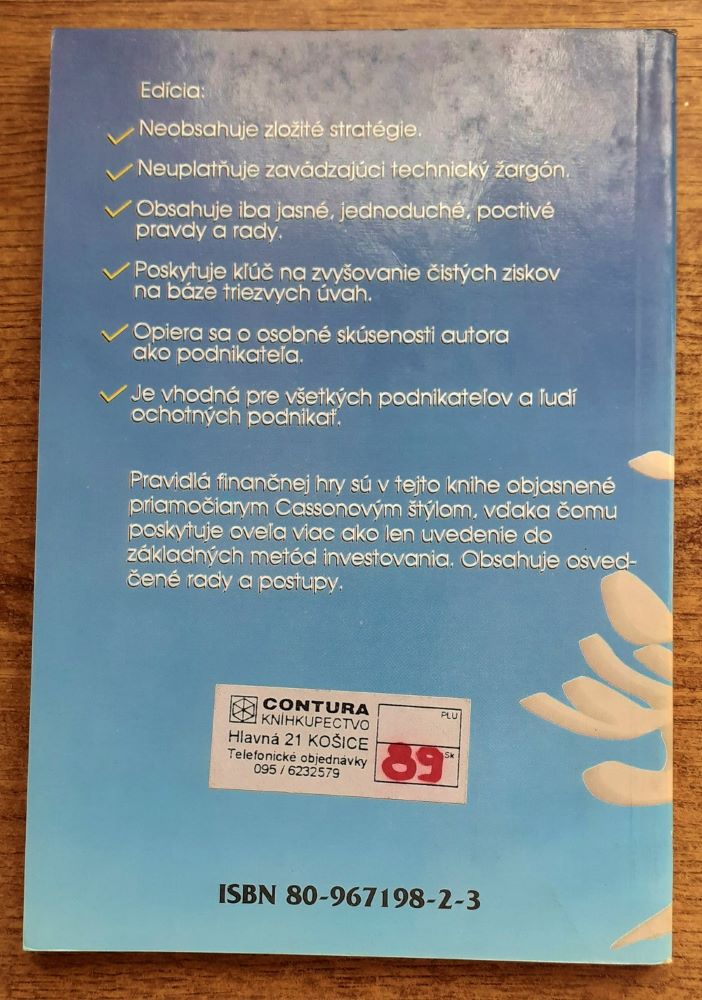 Edícia:
Neobsahuje zložité stratégie.
Neuplatňuje zavádzajúci technický žargón.
Obsahuje iba jasné, jednoduché, poctivé
pravdy a rady.
Poskytuje kľúč na zvyšovanie čistých ziskov
na báze triezvych úvah.
Opiera sa o osobné skúsenosti autora
ako podnikateľa.
Je vhodná pre všetkých podnikateľov a ľudí
ochotných podnikať.
Pravidlá finančnej hry sú v tejto knihe objasnené
priamočiarym Cassonovým štýlom, vďaka čomu
poskytuje oveľa viac ako len uvedenie do
základných metód investovania. Obsahuje osved-
čené rady a postupy.
CONTURA
KNÍHKUPECTVO
Hlavná 21 KOŠICE
Telefonické objednávky
095 / 6232579
PLU
89 Sk
ISBN 80-967198-2-3